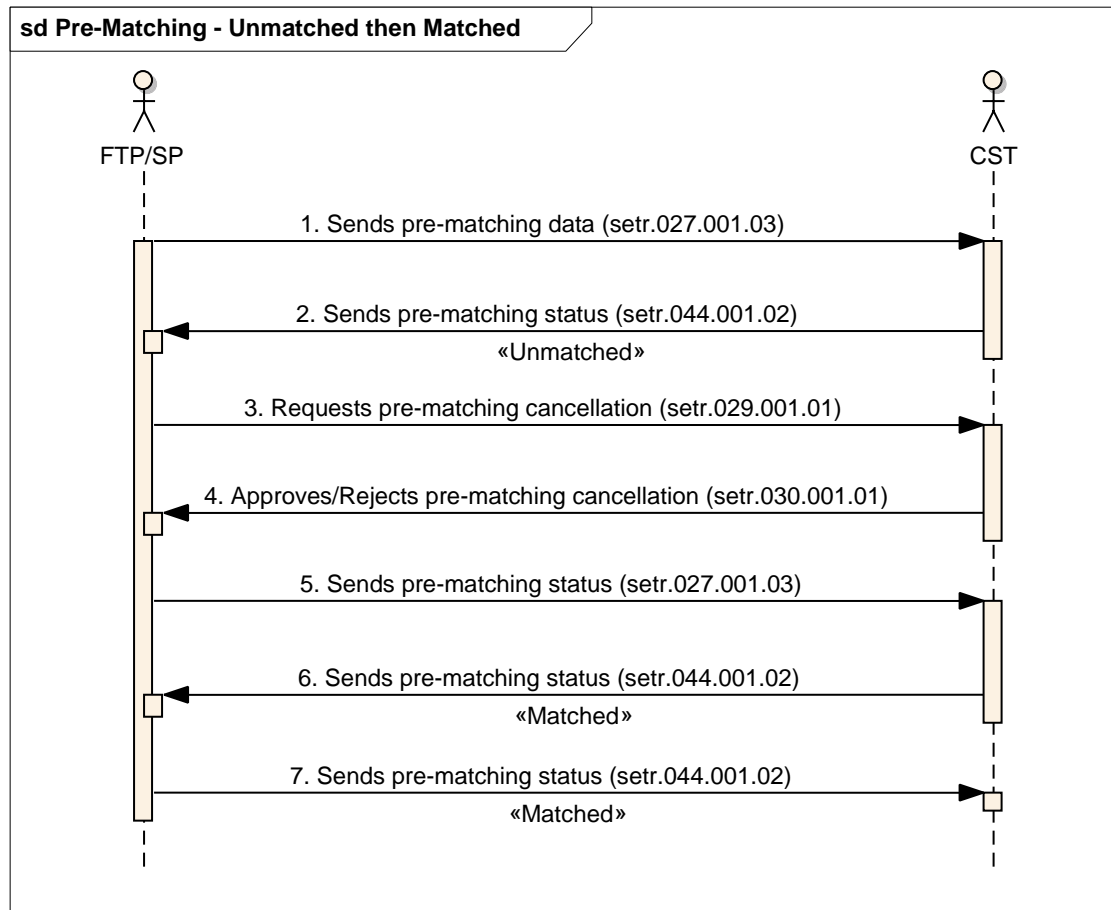 sd Pre-Matching - Unmatched then Matched
FTP/SP
CST
1. Sends pre-matching data (setr.027.001.03)
2. Sends pre-matching status (setr.044.001.02)
«Unmatched»
3. Requests pre-matching cancellation (setr.029.001.01)
4. Approves/Rejects pre-matching cancellation (setr.030.001.01)
5. Sends pre-matching status (setr.027.001.03)
6. Sends pre-matching status (setr.044.001.02)
«Matched»
7. Sends pre-matching status (setr.044.001.02)
«Matched»